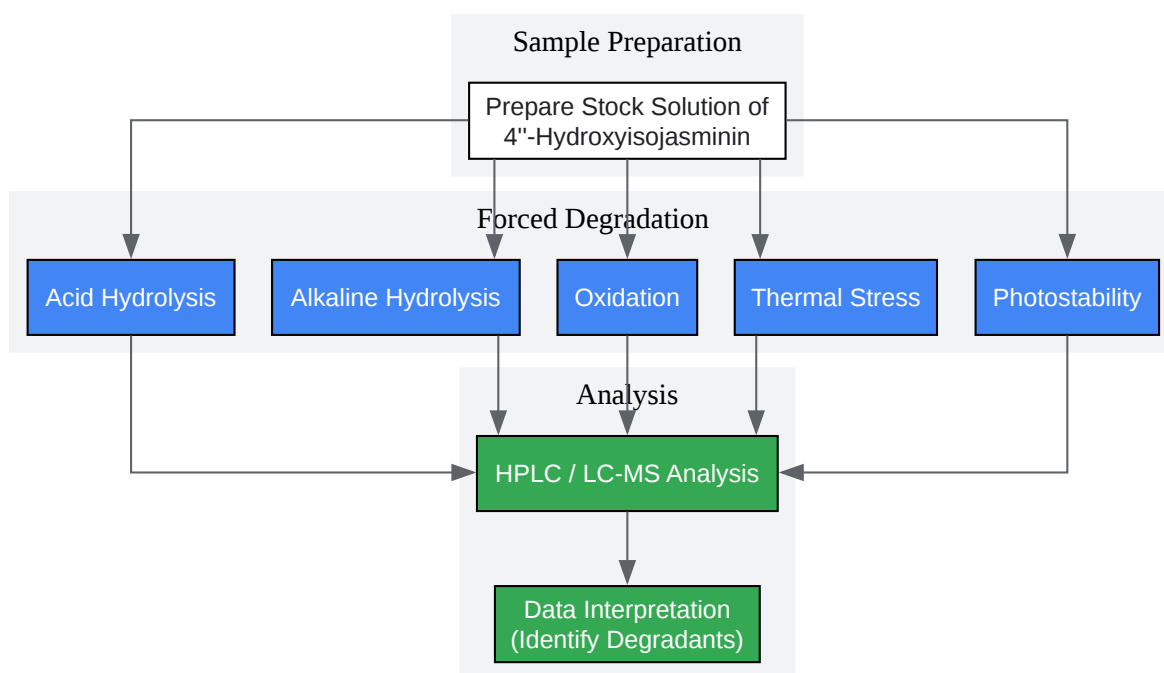 Sample Preparation
Prepare Stock Solution of
4''-Hydroxyisojasminin
Forced Degradation
Acid Hydrolysis
Alkaline Hydrolysis
Oxidation
Thermal Stress
Photostability
Analysis
HPLC / LC-MS Analysis
Data Interpretation
(Identify Degradants)